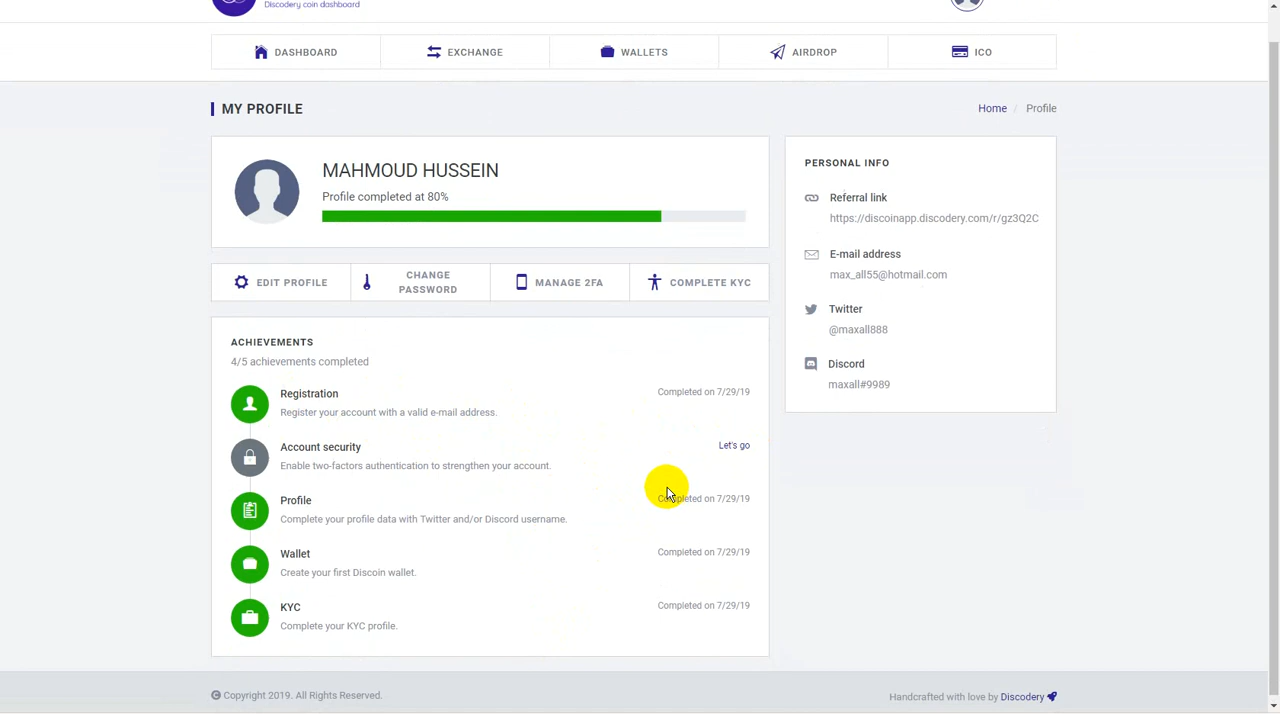 Discodery coin dashboard
DASHBOARD
EXCHANGE
WALLETS
AIRDROP
ICO
MY PROFILE
Home / Profile
MAHMOUD HUSSEIN
Profile completed at 80%
EDIT PROFILE
CHANGE
PASSWORD
MANAGE 2FA
COMPLETE KYC
ACHIEVEMENTS
4/5 achievements completed
Registration
Completed on 7/29/19
Register your account with a valid e-mail address.
Account security
Let's go
Enable two-factors authentication to strengthen your account.
Profile
Completed on 7/29/19
Complete your profile data with Twitter and/or Discord username.
Wallet
Completed on 7/29/19
Create your first Discoin wallet.
KYC
Completed on 7/29/19
Complete your KYC profile.
PERSONAL INFO
Referral link
https://discoinapp.discodery.com/r/gz3Q2C
E-mail address
max_all55@hotmail.com
Twitter
@maxall888
Discord
maxall#9989
Copyright 2019. All Rights Reserved.
Handcrafted with love by Discodery